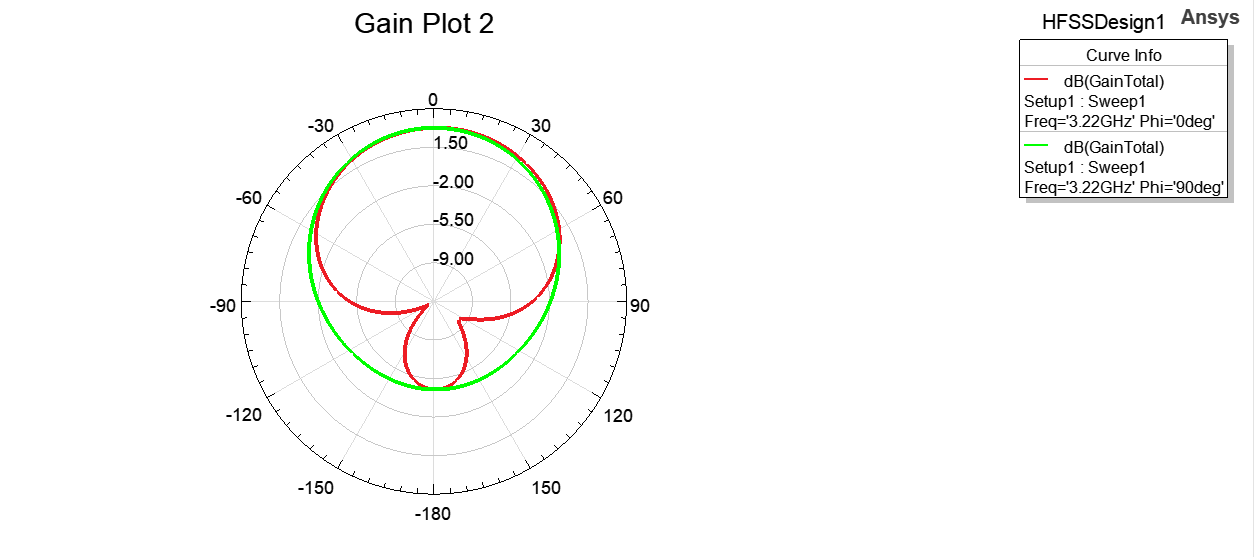 Gain Plot 2
HFSSDesign1
Ansys
Curve Info
dB(GainTotal)
Setup1 : Sweep1
Freq='3.22GHz' Phi='0deg'
dB(GainTotal)
Setup1 : Sweep1
Freq='3.22GHz' Phi='90deg'
0
-30
30
1.50
-2.00
-60
60
-5.50
-9.00
-90
90
-120
120
-150
150
-180